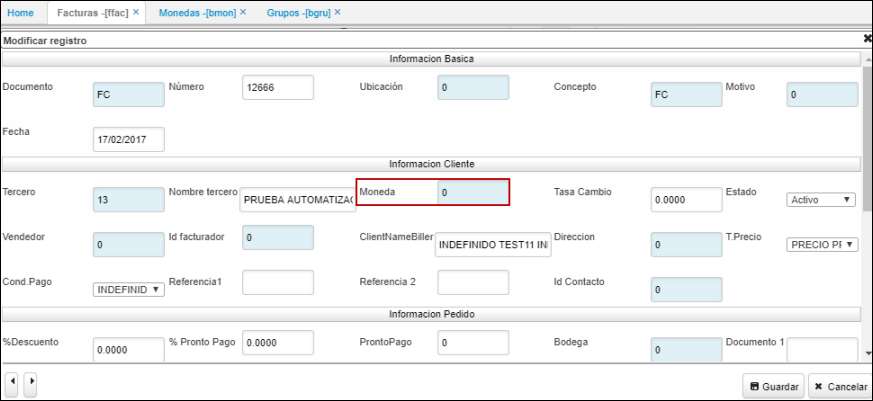 Home Facturas -[ffac] × Monedas -[bmon] × Grupos -[bgru] ×
Modificar registro ×
Informacion Basica
Documento FC Número 12666 Ubicación 0 Concepto FC Motivo 0
Fecha 17/02/2017
Informacion Cliente
Tercero 13 Nombre tercero PRUEBA AUTOMATIZA Moneda 0 Tasa Cambio 0.0000 Estado Activo
Vendedor 0 Id facturador 0 ClientNameBiller INDEFINIDO TEST11 INI Direccion 0 T.Precio PRECIO PF
Cond.Pago INDEFINID Referencia1 Referencia 2 Id Contacto 0
Informacion Pedido
%Descuento 0.0000 % Pronto Pago 0.0000 ProntoPago 0 Bodega 0 Documento 1
Guardar × Cancelar